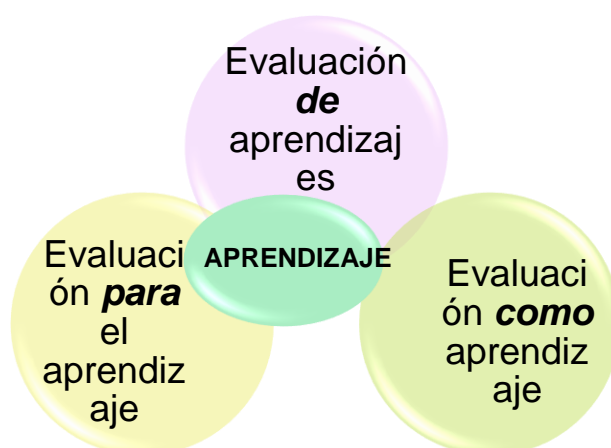 Evaluación
de
aprendizaj
es
APRENDIZAJE
Evaluaci
ón para
el
aprendiz
aje
Evaluaci
ón como
aprendiz
aje